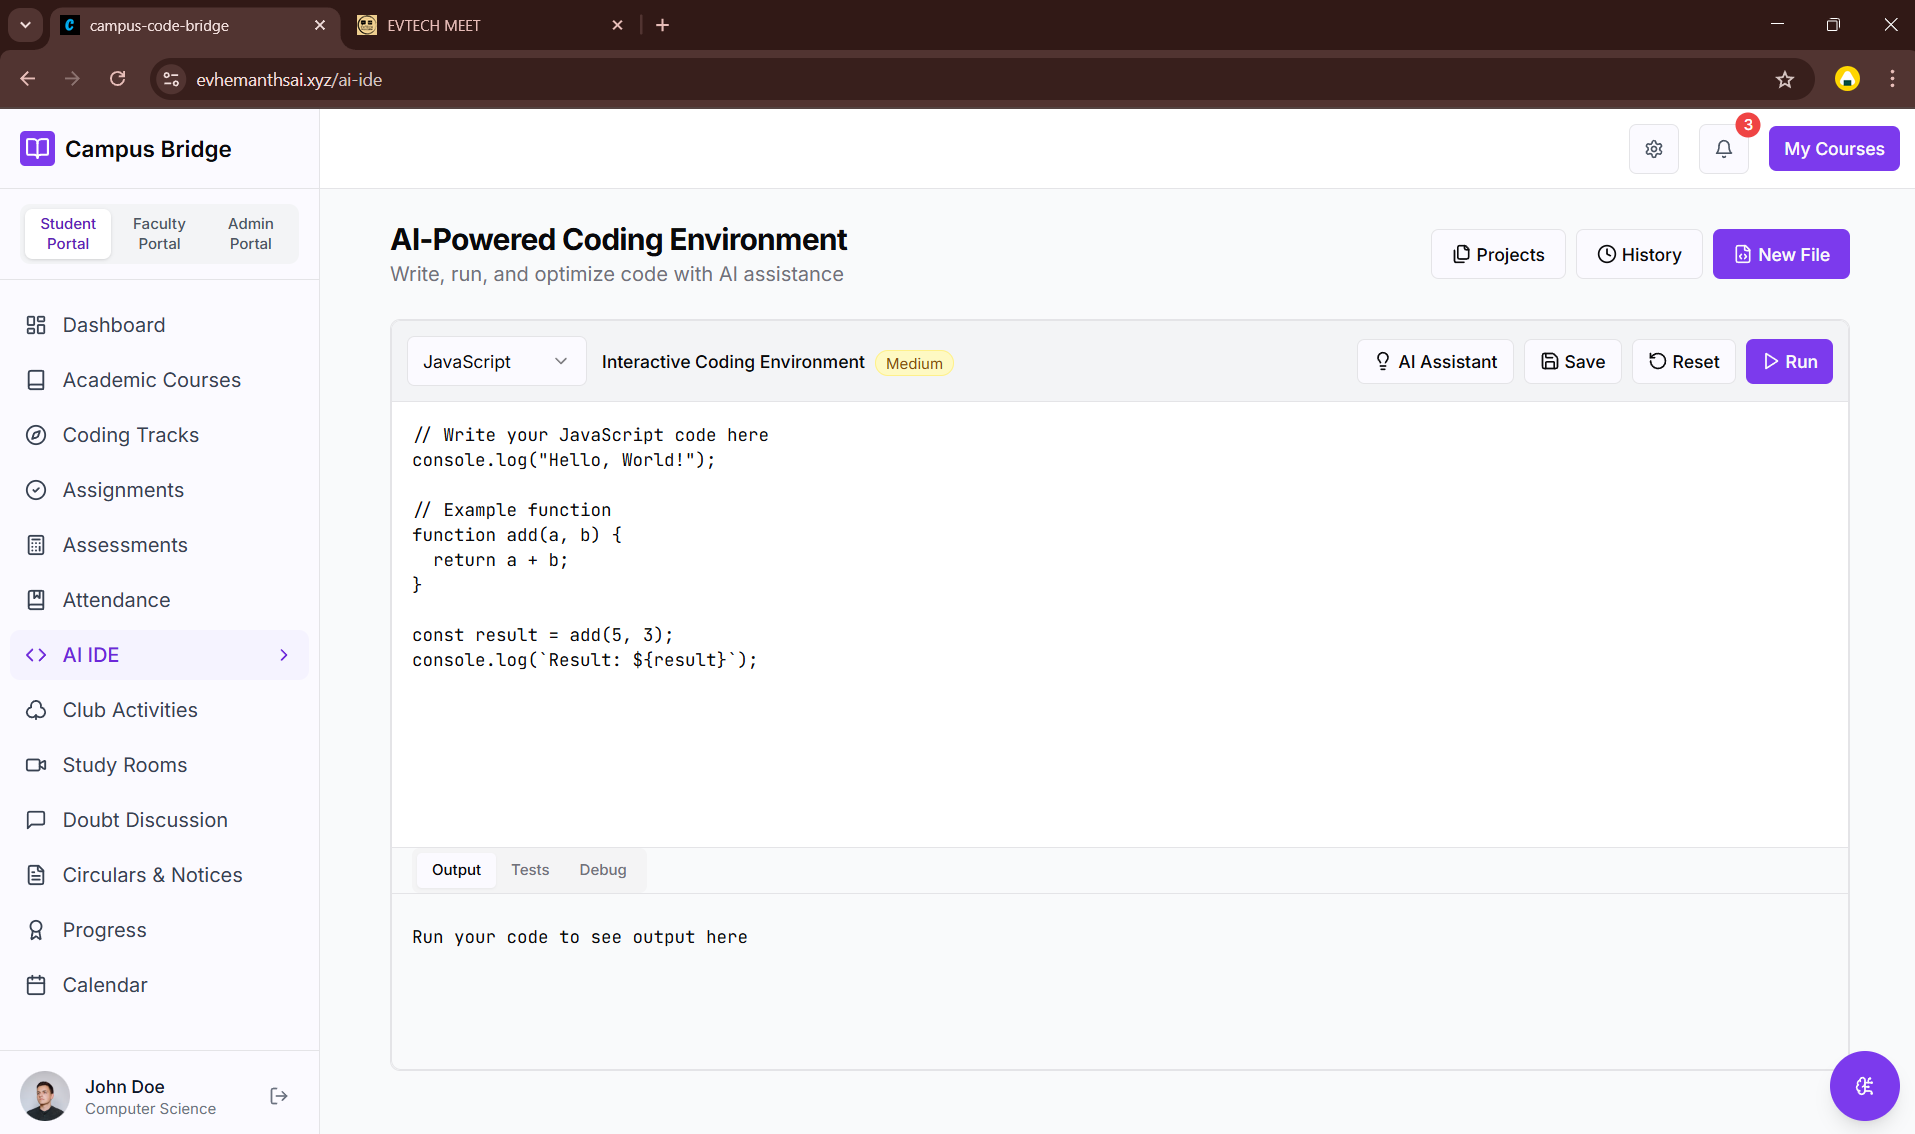 campus-code-bridge
EVTECH MEET
evhemanthsai.xyz/ai-ide
Campus Bridge
3
My Courses
Student Portal
Faculty Portal
Admin Portal
Dashboard
Academic Courses
Coding Tracks
Assignments
Assessments
Attendance
AI IDE
Club Activities
Study Rooms
Doubt Discussion
Circulars & Notices
Progress
Calendar
John Doe
Computer Science
AI-Powered Coding Environment
Write, run, and optimize code with AI assistance
Projects
History
New File
JavaScript
Interactive Coding Environment
Medium
AI Assistant
Save
Reset
Run
// Write your JavaScript code here
console.log("Hello, World!");
// Example function
function add(a, b) {
  return a + b;
}
const result = add(5, 3);
console.log(`Result: ${result}`);
Output
Tests
Debug
Run your code to see output here